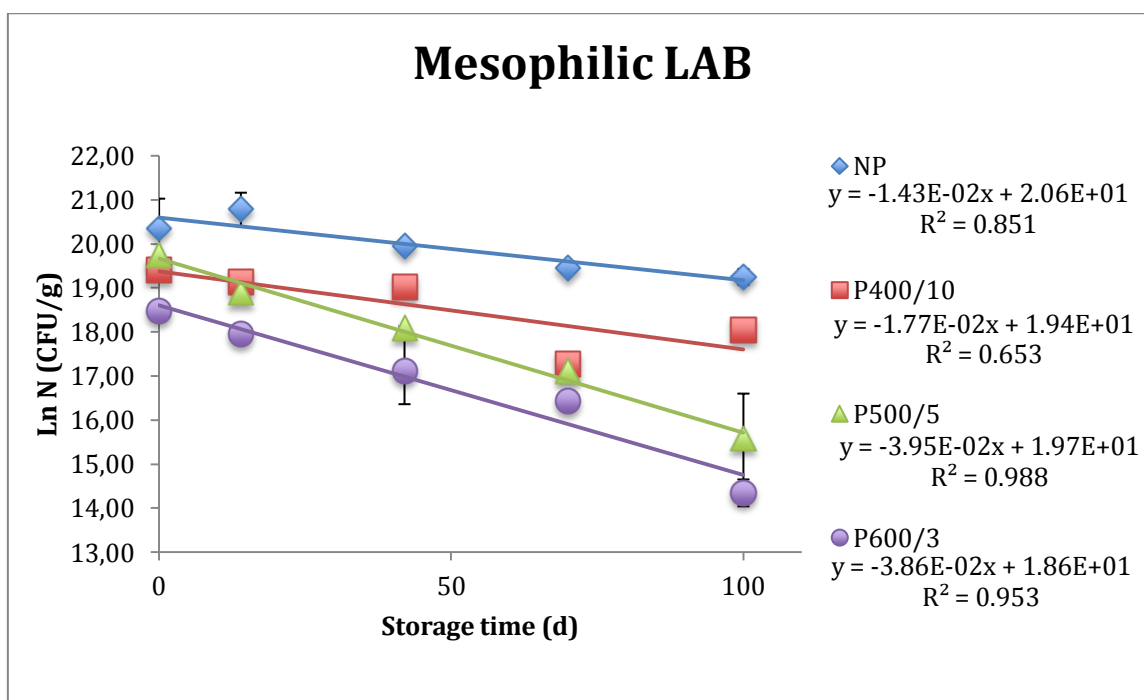 Mesophilic LAB
Ln N (CFU/g)
22,00
21,00
20,00
19,00
18,00
17,00
16,00
15,00
14,00
13,00
0
50
100
Storage time (d)
NP
y = -1.43E-02x + 2.06E+01
R² = 0.851
P400/10
y = -1.77E-02x + 1.94E+01
R² = 0.653
P500/5
y = -3.95E-02x + 1.97E+01
R² = 0.988
P600/3
y = -3.86E-02x + 1.86E+01
R² = 0.953